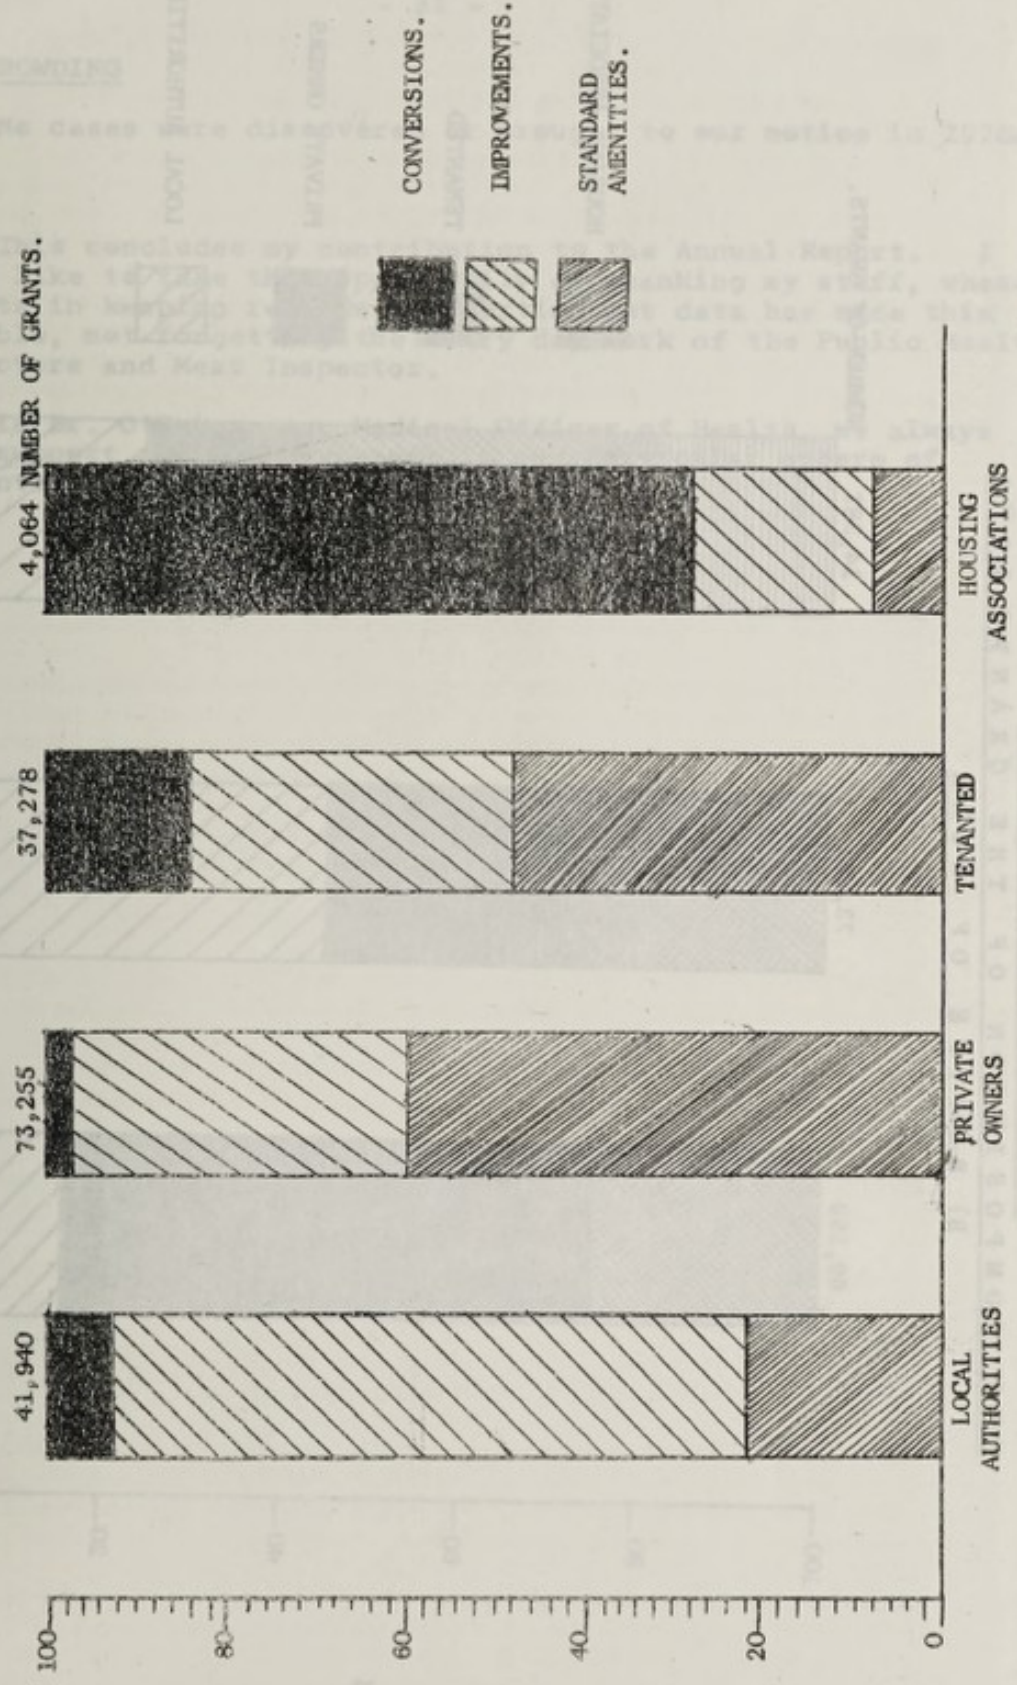 41,940
73,255
37,278
4,064 NUMBER OF GRANTS.
CONVERSIONS.
IMPROVEMENTS.
STANDARD
AMENITIES.
100
80
60
40
20
0
LOCAL
AUTHORITIES
PRIVATE
OWNERS
TENANTED
HOUSING
ASSOCIATIONS